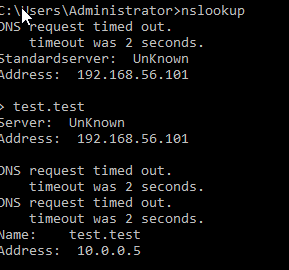 C:\Users\Administrator>nslookup
DNS request timed out.
    timeout was 2 seconds.
Standardserver:  UnKnown
Address:  192.168.56.101

> test.test
Server:  UnKnown
Address:  192.168.56.101

DNS request timed out.
    timeout was 2 seconds.
DNS request timed out.
    timeout was 2 seconds.
Name:    test.test
Address:  10.0.0.5